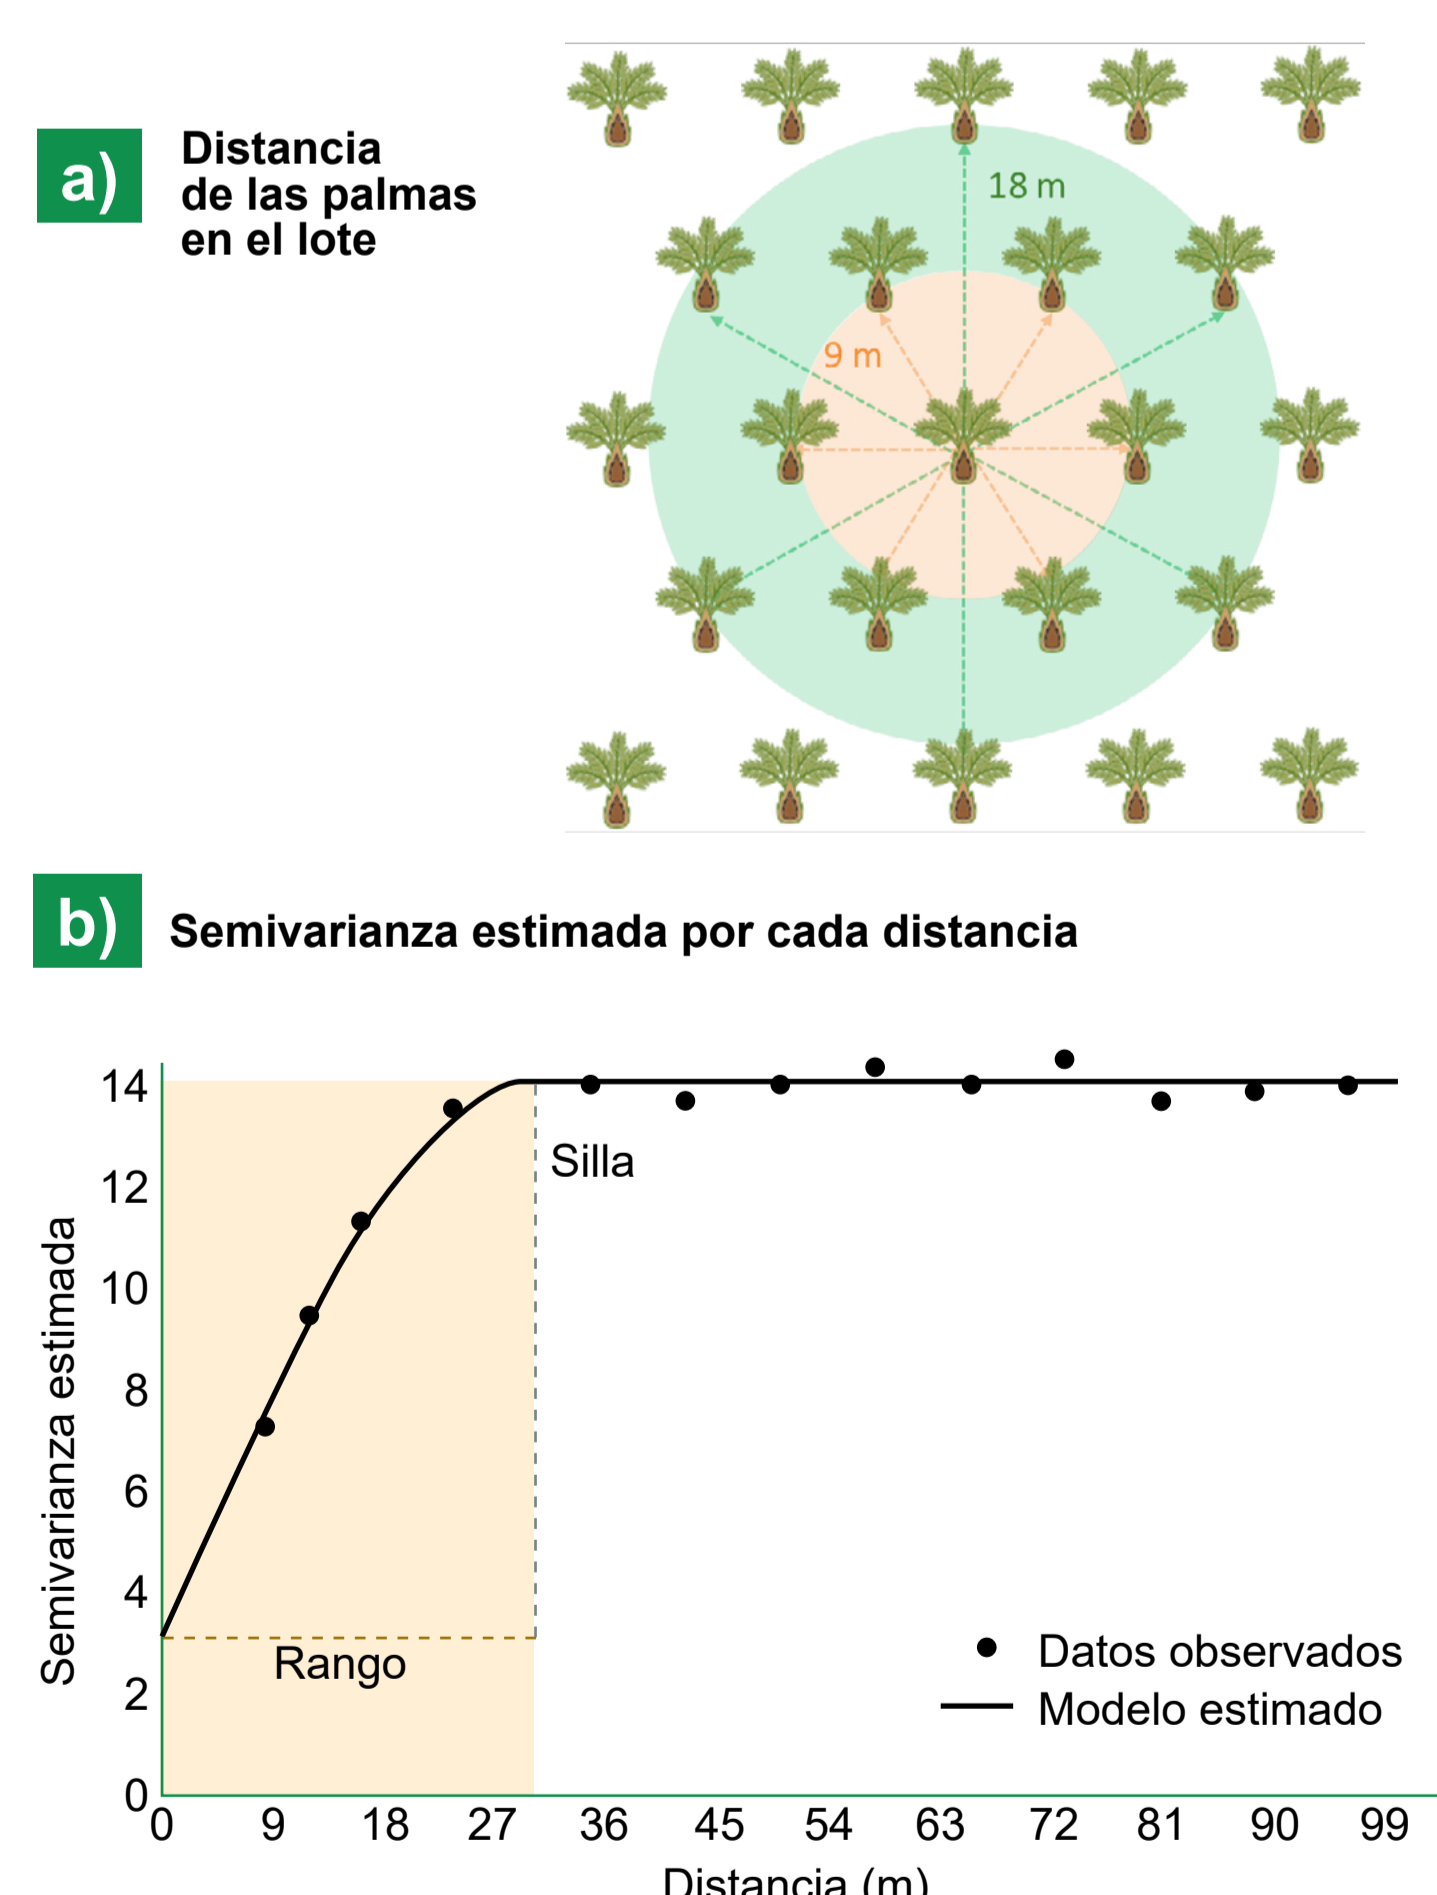 a)
Distancia
de las palmas
en el lote
18 m
9 m
b)
Semivarianza estimada por cada distancia
Semivarianza estimada
14
12
10
8
6
4
2
0
Silla
Rango
Datos observados
Modelo estimado
0 9 18 27 36 45 54 63 72 81 90 99
Distancia (m)